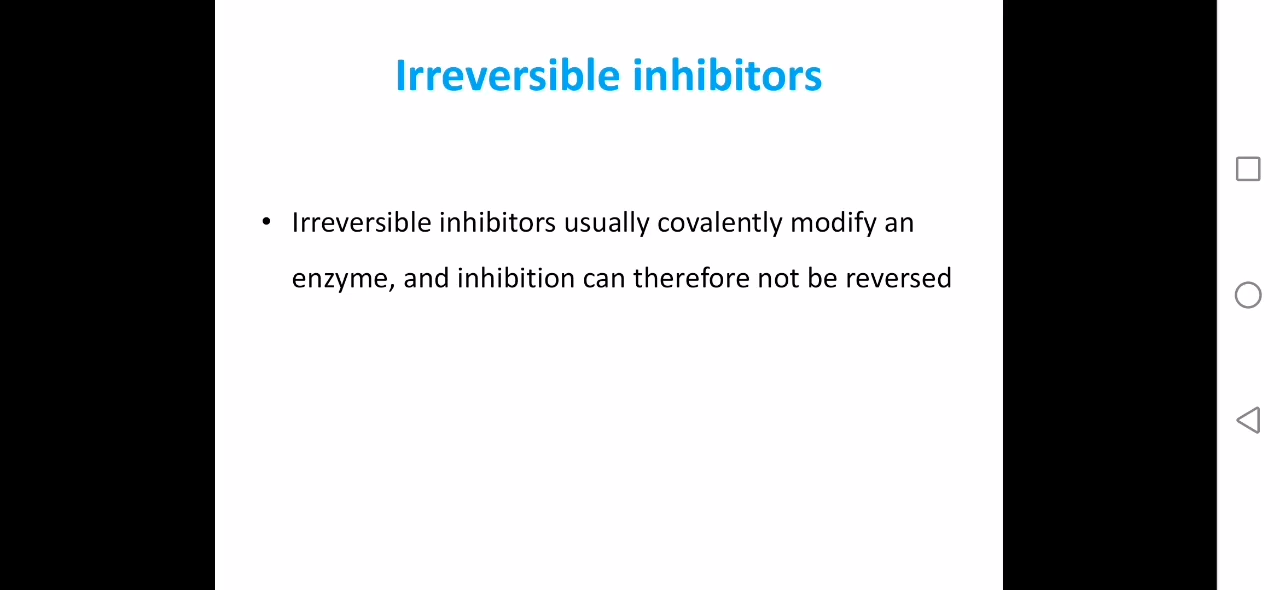 Irreversible inhibitors
• Irreversible inhibitors usually covalently modify an
enzyme, and inhibition can therefore not be reversed